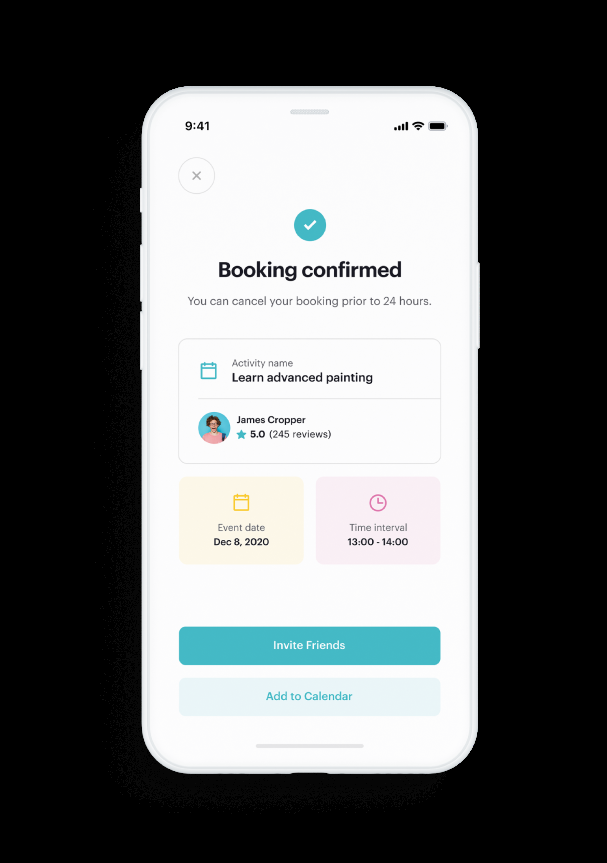 9:41
Booking confirmed
You can cancel your booking prior to 24 hours.
Activity name
Learn advanced painting
James Cropper
5.0 (245 reviews)
Event date
Dec 8, 2020
Time interval
13:00 - 14:00
Invite Friends
Add to Calendar